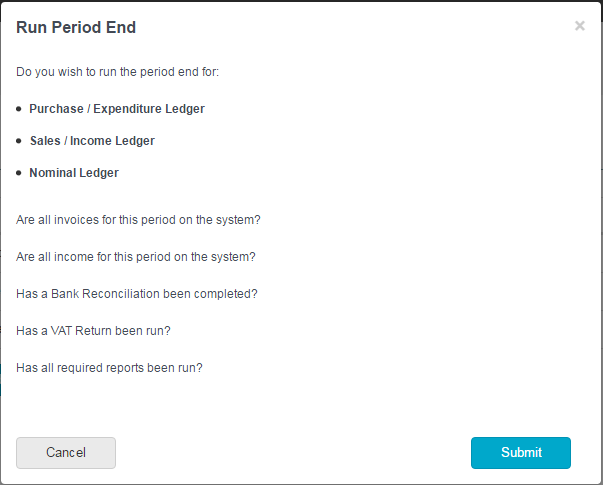 Run Period End
×
Do you wish to run the period end for:
• Purchase / Expenditure Ledger
• Sales / Income Ledger
• Nominal Ledger
Are all invoices for this period on the system?
Are all income for this period on the system?
Has a Bank Reconciliation been completed?
Has a VAT Return been run?
Has all required reports been run?
Cancel
Submit